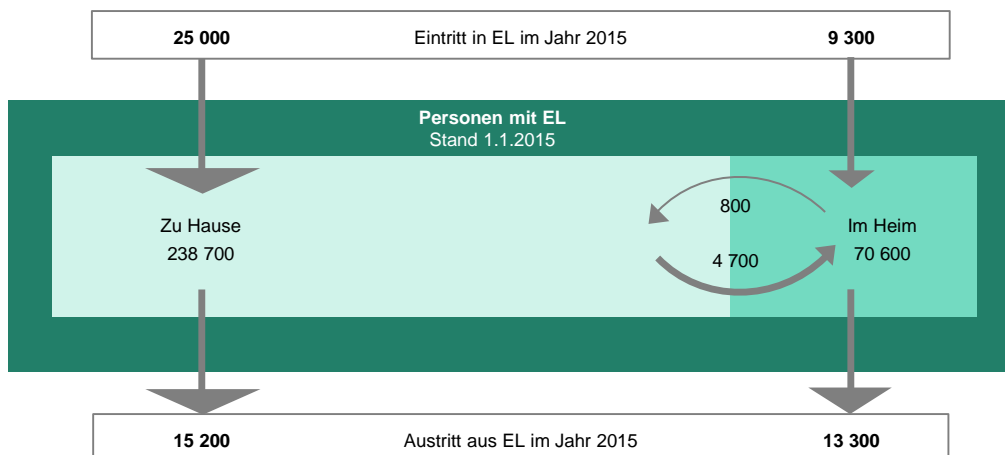 25 000 Eintritt in EL im Jahr 2015 9 300
Personen mit EL
Stand 1.1.2015
800
Zu Hause Im Heim
238 700 4 700 70 600
15 200 Austritt aus EL im Jahr 2015 13 300